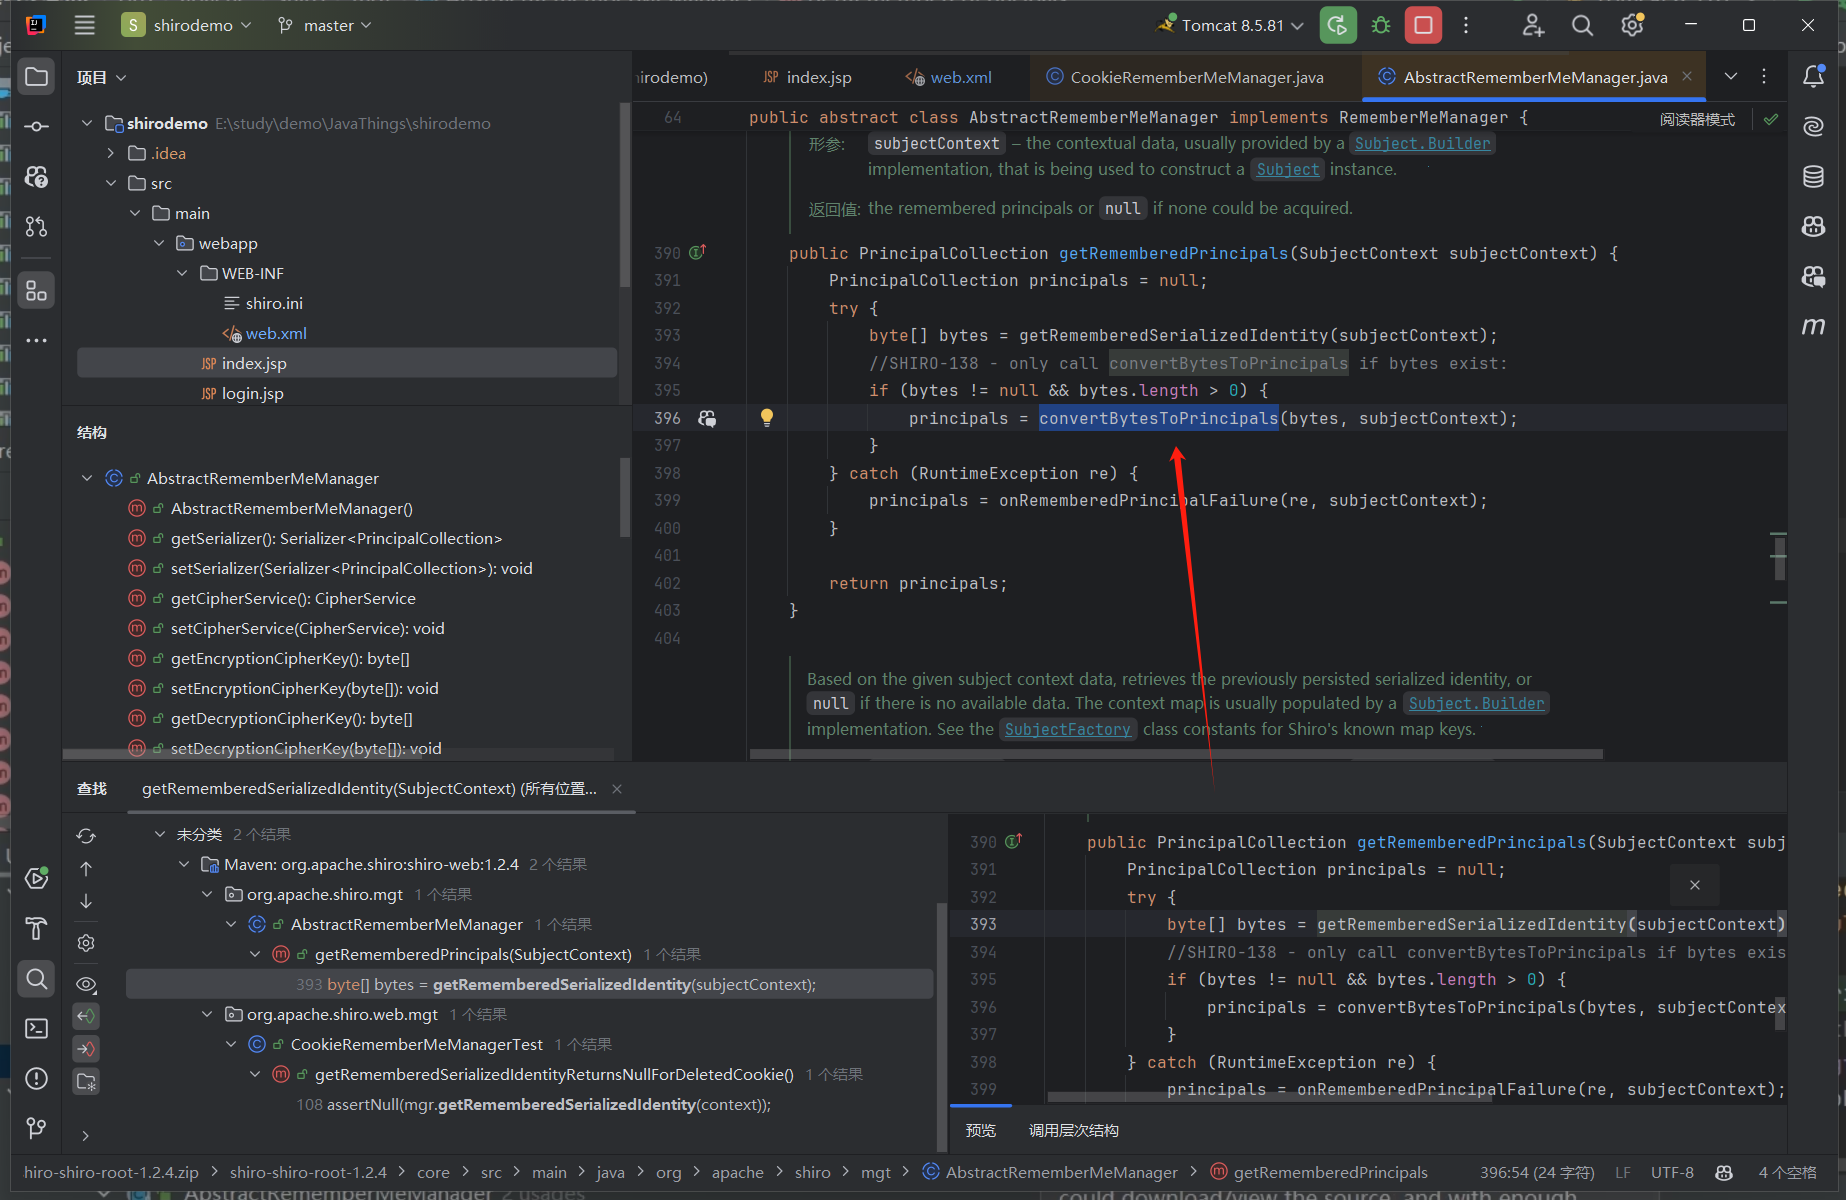 S shirodemo master Tomcat 8.5.81
项目
shirodemo E:\study\demo\JavaThings\shirodemo
.idea
src
main
webapp
WEB-INF
shiro.ini
web.xml
JSP index.jsp
JSP login.jsp
结构
AbstractRememberMeManager
AbstractRememberMeManager()
getSerializer(): Serializer<PrincipalCollection>
setSerializer(Serializer<PrincipalCollection>): void
getCipherService(): CipherService
setCipherService(CipherService): void
getEncryptionCipherKey(): byte[]
setEncryptionCipherKey(byte[]): void
getDecryptionCipherKey(): byte[]
setDecryptionCipherKey(byte[]): void
irodemo) JSP index.jsp web.xml CookieRememberMeManager.java AbstractRememberMeManager.java
64 public abstract class AbstractRememberMeManager implements RememberMeManager { 阅读器模式
形参: subjectContext – the contextual data, usually provided by a Subject.Builder
implementation, that is being used to construct a Subject instance.
返回值: the remembered principals or null if none could be acquired.
390 public PrincipalCollection getRememberedPrincipals(SubjectContext subjectContext) {
391 PrincipalCollection principals = null;
392 try {
393 byte[] bytes = getRememberedSerializedIdentity(subjectContext);
394 //SHIRO-138 - only call convertBytesToPrincipals if bytes exist:
395 if (bytes != null && bytes.length > 0) {
396 principals = convertBytesToPrincipals(bytes, subjectContext);
397 }
398 } catch (RuntimeException re) {
399 principals = onRememberedPrincipalFailure(re, subjectContext);
400 }
401
402 return principals;
403 }
404
Based on the given subject context data, retrieves the previously persisted serialized identity, or
null if there is no available data. The context map is usually populated by a Subject.Builder
implementation. See the SubjectFactory class constants for Shiro's known map keys.
查找 getRememberedSerializedIdentity(SubjectContext) (所有位置...
未分类 2 个结果
Maven: org.apache.shiro:shiro-web:1.2.4 2 个结果
org.apache.shiro.mgt 1 个结果
AbstractRememberMeManager 1 个结果
getRememberedPrincipals(SubjectContext) 1 个结果
393 byte[] bytes = getRememberedSerializedIdentity(subjectContext);
org.apache.shiro.web.mgt 1 个结果
CookieRememberMeManagerTest 1 个结果
getRememberedSerializedIdentityReturnsNullForDeletedCookie() 1 个结果
108 assertNull(mgr.getRememberedSerializedIdentity(context));
390 public PrincipalCollection getRememberedPrincipals(SubjectContext subj
391 PrincipalCollection principals = null;
392 try {
393 byte[] bytes = getRememberedSerializedIdentity(subjectContext)
394 //SHIRO-138 - only call convertBytesToPrincipals if bytes exis
395 if (bytes != null && bytes.length > 0) {
396 principals = convertBytesToPrincipals(bytes, subjectContex
397 }
398 } catch (RuntimeException re) {
399 principals = onRememberedPrincipalFailure(re, subjectContext);
预览 调用层次结构
hiro-shiro-root-1.2.4.zip > shiro-shiro-root-1.2.4 > core > src > main > java > org > apache > shiro > mgt > AbstractRememberMeManager > getRememberedPrincipals 396:54 (24 字符) LF UTF-8 4 个空格